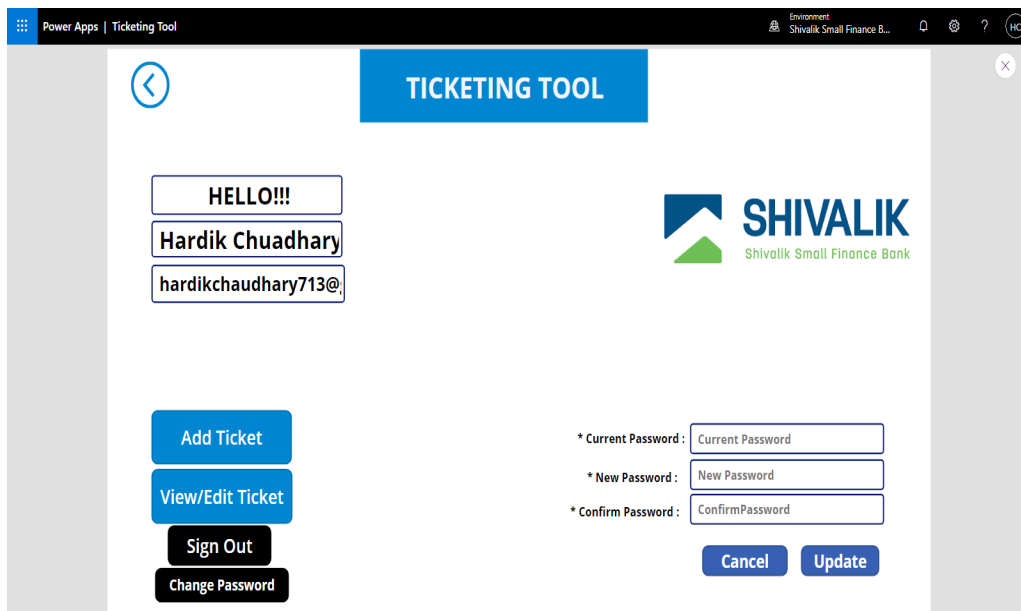 Power Apps | Ticketing Tool
Environment
Shivalik Small Finance B...
?
HC
TICKETING TOOL
HELLO!!!
Hardik Chuadhary
hardikchaudhary713@
SHIVALIK
Shivalik Small Finance Bank
Add Ticket
View/Edit Ticket
Sign Out
Change Password
* Current Password : Current Password
* New Password : New Password
* Confirm Password : ConfirmPassword
Cancel Update